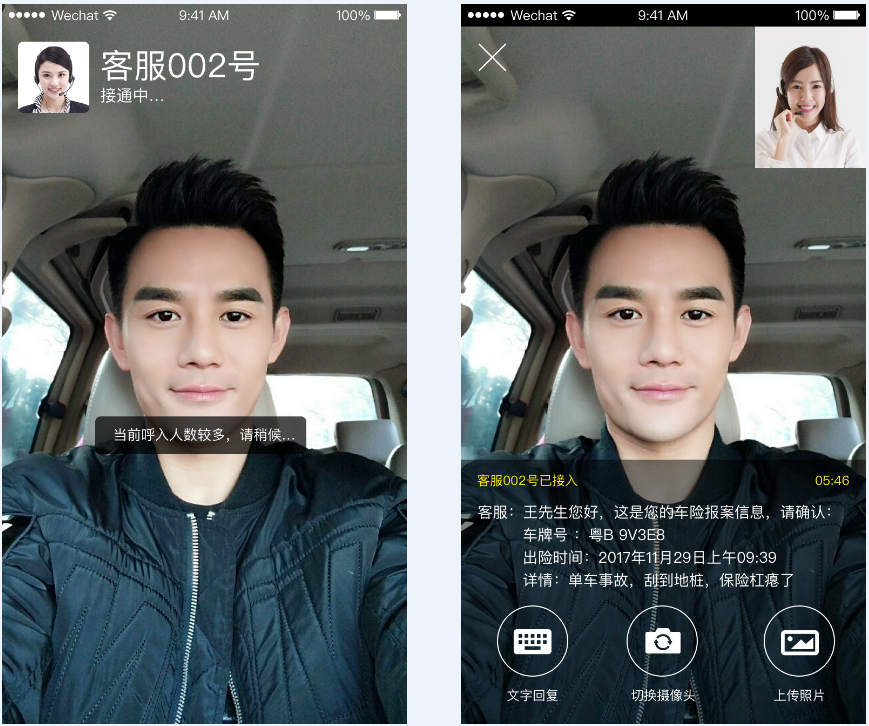 Wechat 9:41 AM 100%
客服002号
接通中...
当前呼入人数较多，请稍候...
Wechat 9:41 AM 100%
客服002号已接入 05:46
客服：王先生您好，这是您的车险报案信息，请确认：
车牌号：粤B 9V3E8
出险时间：2017年11月29日上午09:39
详情：单车事故，刮到地桩，保险杠瘪了
文字回复 切换摄像头 上传照片